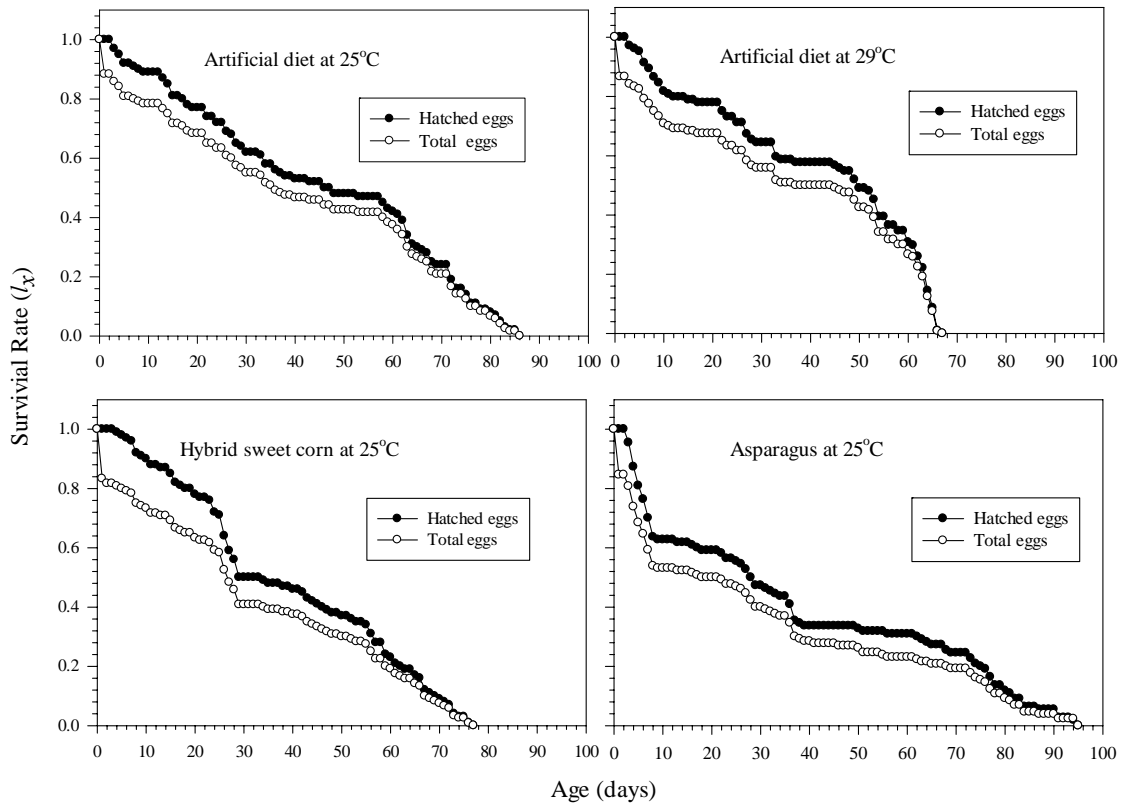 Survivial Rate (lx)
1.0
0.8
0.6
0.4
0.2
0.0
Artificial diet at 25°C
Hatched eggs
Total eggs
0 10 20 30 40 50 60 70 80 90 100
Artificial diet at 29°C
Hatched eggs
Total eggs
0 10 20 30 40 50 60 70 80 90 100
1.0
0.8
0.6
0.4
0.2
0.0
Hybrid sweet corn at 25°C
Hatched eggs
Total eggs
0 10 20 30 40 50 60 70 80 90 100
Asparagus at 25°C
Hatched eggs
Total eggs
0 10 20 30 40 50 60 70 80 90 100
Age (days)